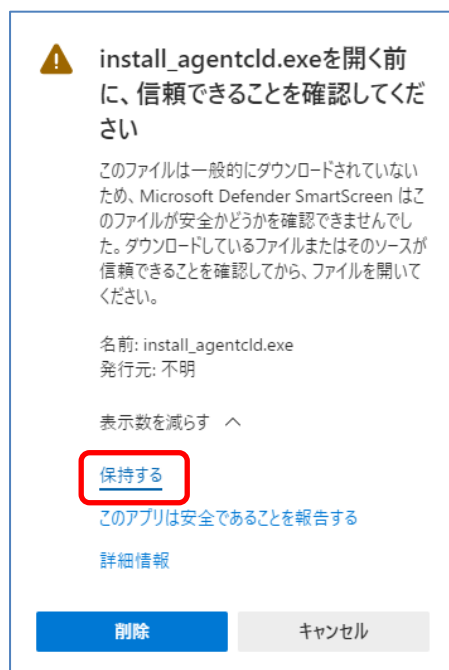 install_agentcld.exeを開く前
に、信頼できることを確認してくだ
さい
このファイルは一般的にダウンロードされていない
ため、Microsoft Defender SmartScreen はこ
のファイルが安全かどうかを確認できませんでし
た。ダウンロードしているファイルまたはそのソースが
信頼できることを確認してから、ファイルを開いて
ください。
名前: install_agentcld.exe
発行元: 不明
表示数を減らす
保持する
このアプリは安全であることを報告する
詳細情報
削除
キャンセル